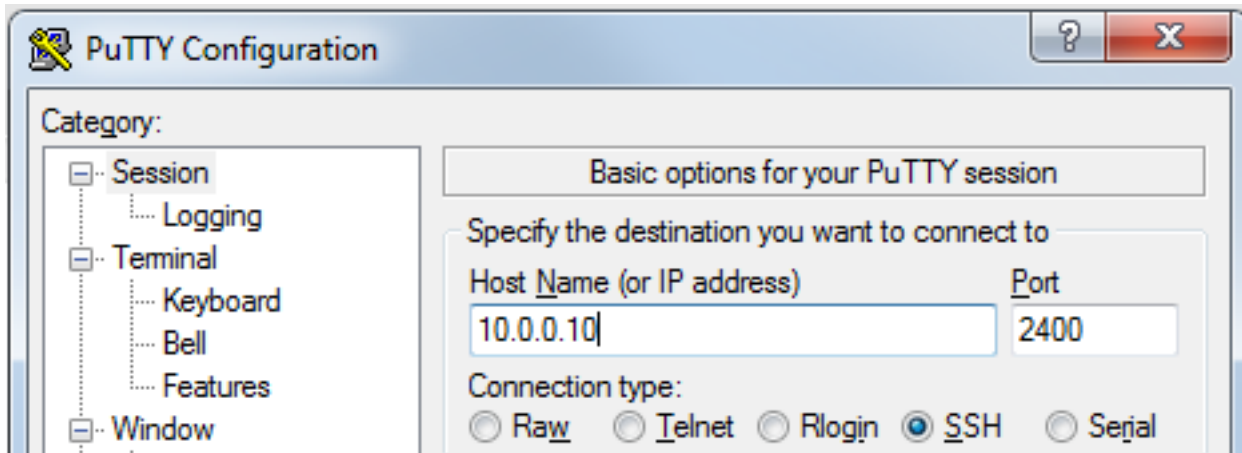 PuTTY Configuration
?
X
Category:
Session
Logging
Terminal
Keyboard
Bell
Features
Window
Basic options for your PuTTY session
Specify the destination you want to connect to
Host Name (or IP address) Port
10.0.0.10 2400
Connection type:
Raw Telnet Rlogin SSH Serial